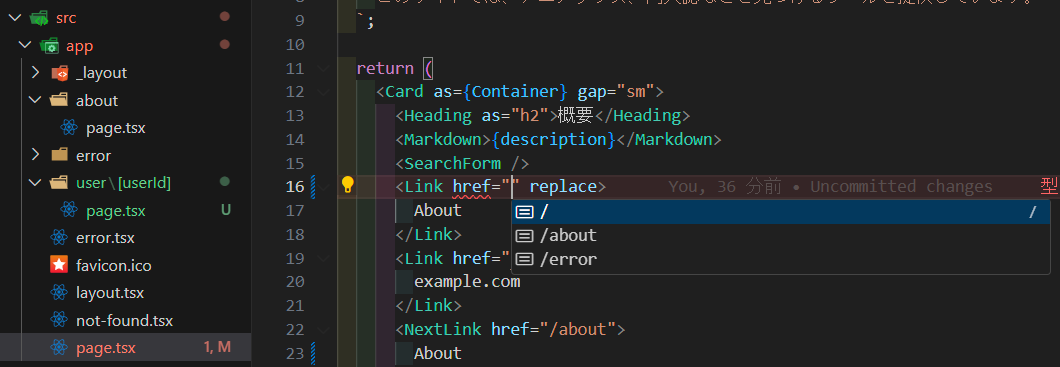 src
app
_layout
about
page.tsx
error
user\[userId]
page.tsx U
error.tsx
favicon.ico
layout.tsx
not-found.tsx
page.tsx 1, M
9 `;
10
11 return (
12 <Card as={Container} gap="sm">
13 <Heading as="h2">概要</Heading>
14 <Markdown>{description}</Markdown>
15 <SearchForm />
16 <Link href="" replace> You, 36 分前 • Uncommitted changes 型
17 About
/ /
18 </Link>
/about
19 <Link href="
/error
20 example.com
21 </Link>
22 <NextLink href="/about">
23 About